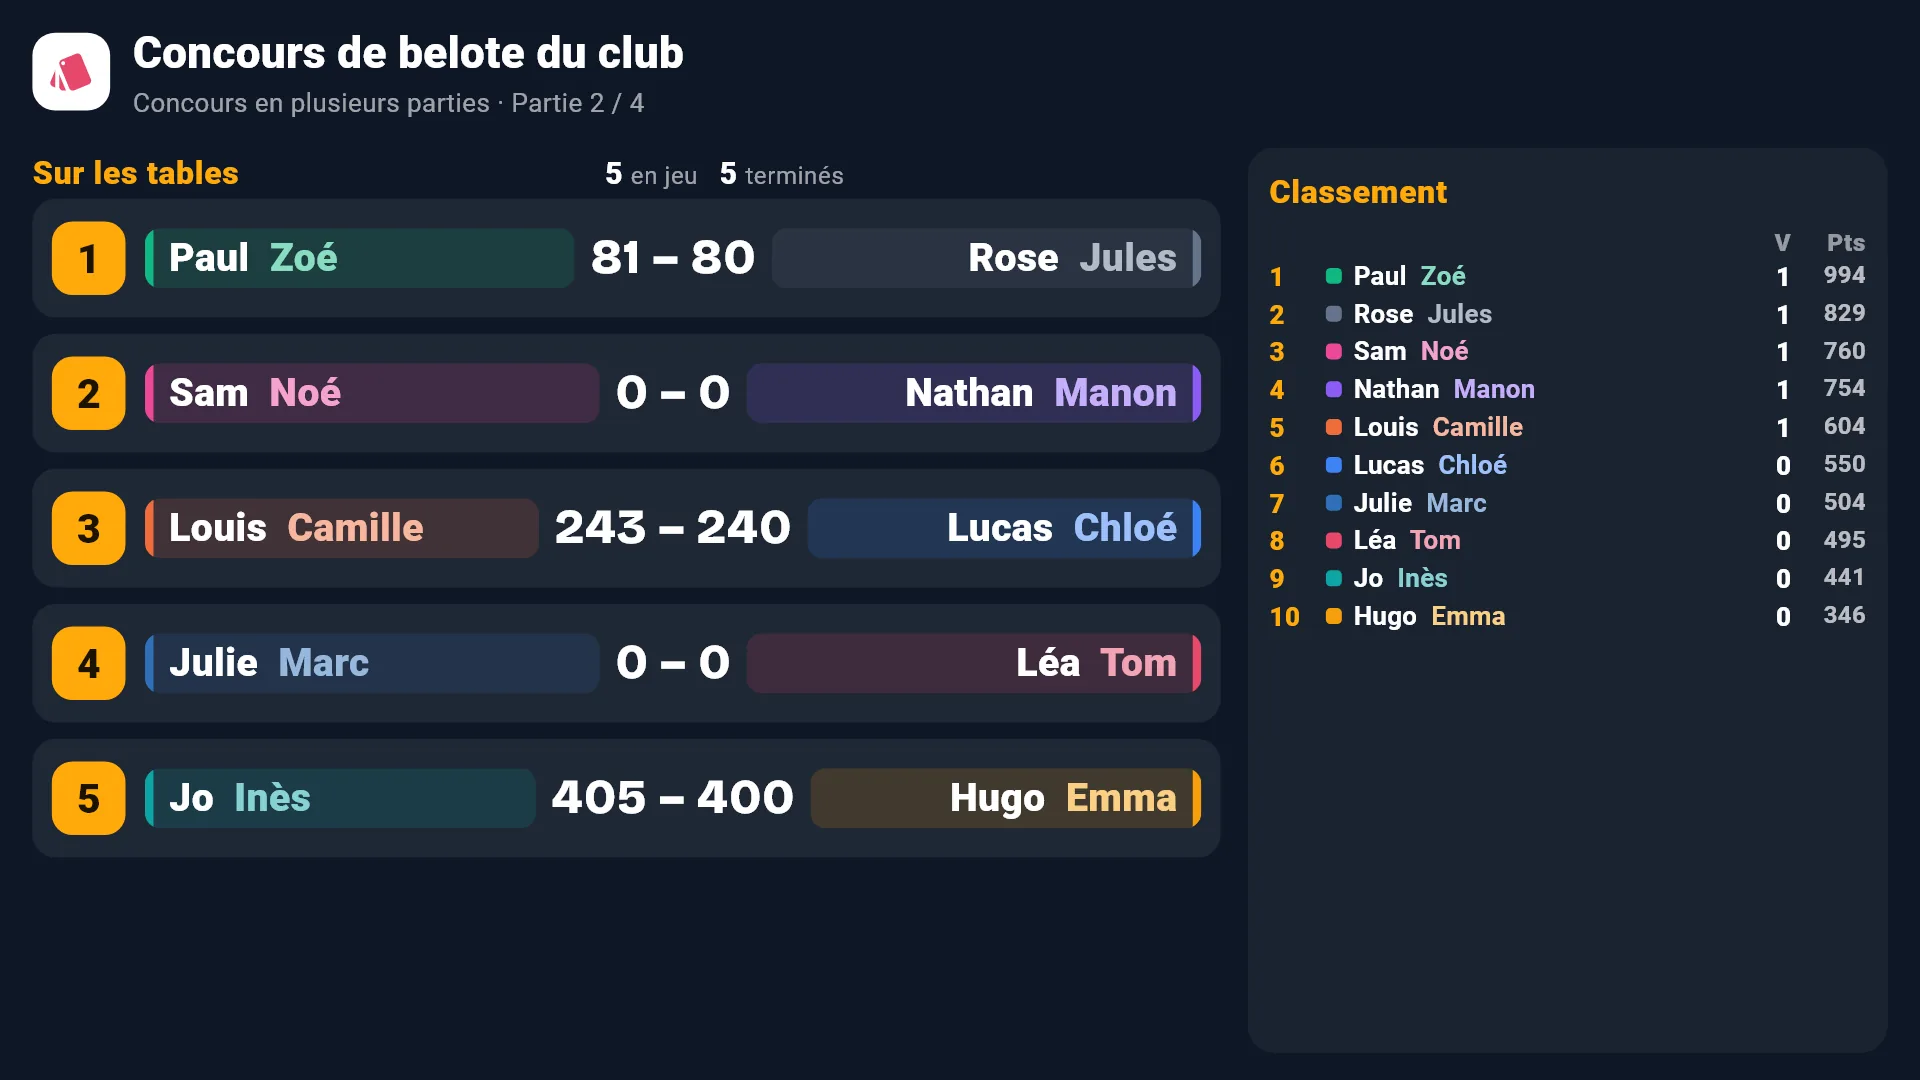 Concours de belote du club
Concours en plusieurs parties · Partie 2 / 4
Sur les tables
5 en jeu 5 terminés
1 Paul Zoé 81 – 80 Rose Jules
2 Sam Noé 0 – 0 Nathan Manon
3 Louis Camille 243 – 240 Lucas Chloé
4 Julie Marc 0 – 0 Léa Tom
5 Jo Inès 405 – 400 Hugo Emma
Classement
V Pts
1 Paul Zoé 1 994
2 Rose Jules 1 829
3 Sam Noé 1 760
4 Nathan Manon 1 754
5 Louis Camille 1 604
6 Lucas Chloé 0 550
7 Julie Marc 0 504
8 Léa Tom 0 495
9 Jo Inès 0 441
10 Hugo Emma 0 346